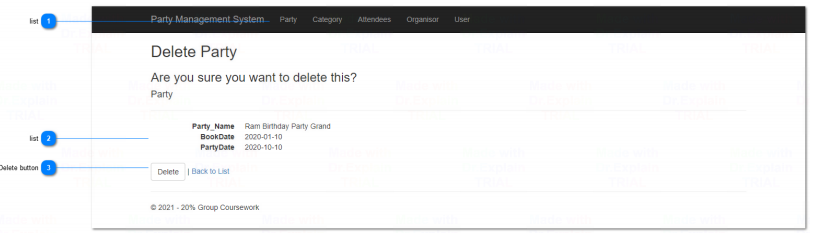 list 1
Party Management System Party Category Attendees Organisor User
Delete Party
Are you sure you want to delete this?
Party
Party_Name Ram Birthday Party Grand
list 2
BookDate 2020-01-10
PartyDate 2020-10-10
Delete button 3
Delete | Back to List
© 2021 - 20% Group Coursework